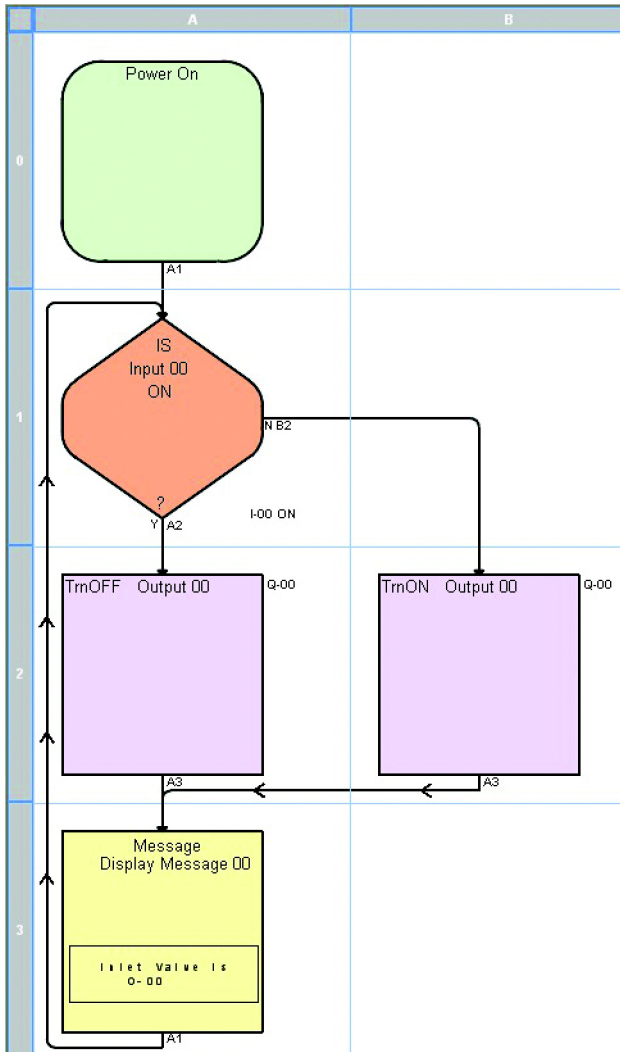 A
B
0
Power On
A1
1
IS
Input 00
ON
?
N B2
Y A2
I-00 ON
2
TrnOFF Output 00
Q-00
A3
TrnON Output 00
Q-00
A3
3
Message
Display Message 00
Inlet Value is
O-00
A1